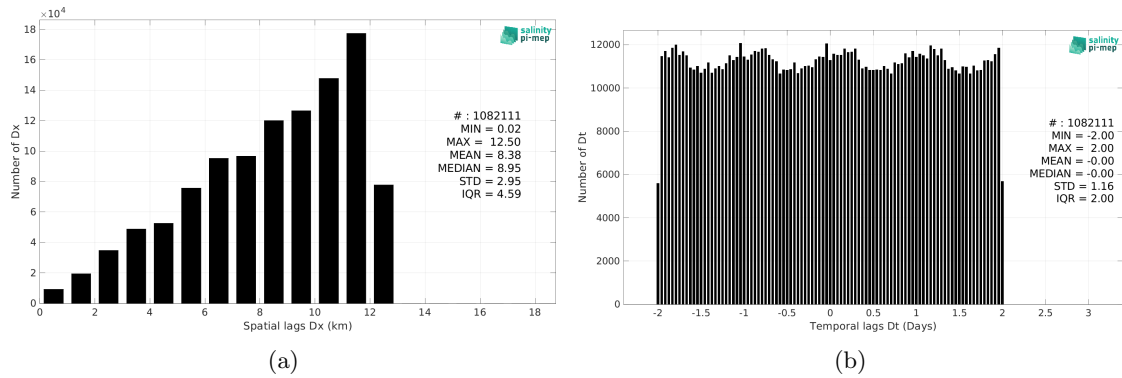 ×10⁴
18
16
14
12
10
8
6
4
2
0
Number of Dx
salinity
pi-mep
# : 1082111
MIN = 0.02
MAX = 12.50
MEAN = 8.38
MEDIAN = 8.95
STD = 2.95
IQR = 4.59
0 2 4 6 8 10 12 14 16 18
Spatial lags Dx (km)
(a)
12000
10000
8000
6000
4000
2000
0
Number of Dt
salinity
pi-mep
# : 1082111
MIN = -2.00
MAX = 2.00
MEAN = -0.00
MEDIAN = -0.00
STD = 1.16
IQR = 2.00
-2 -1.5 -1 -0.5 0 0.5 1 1.5 2 2.5 3
Temporal lags Dt (Days)
(b)